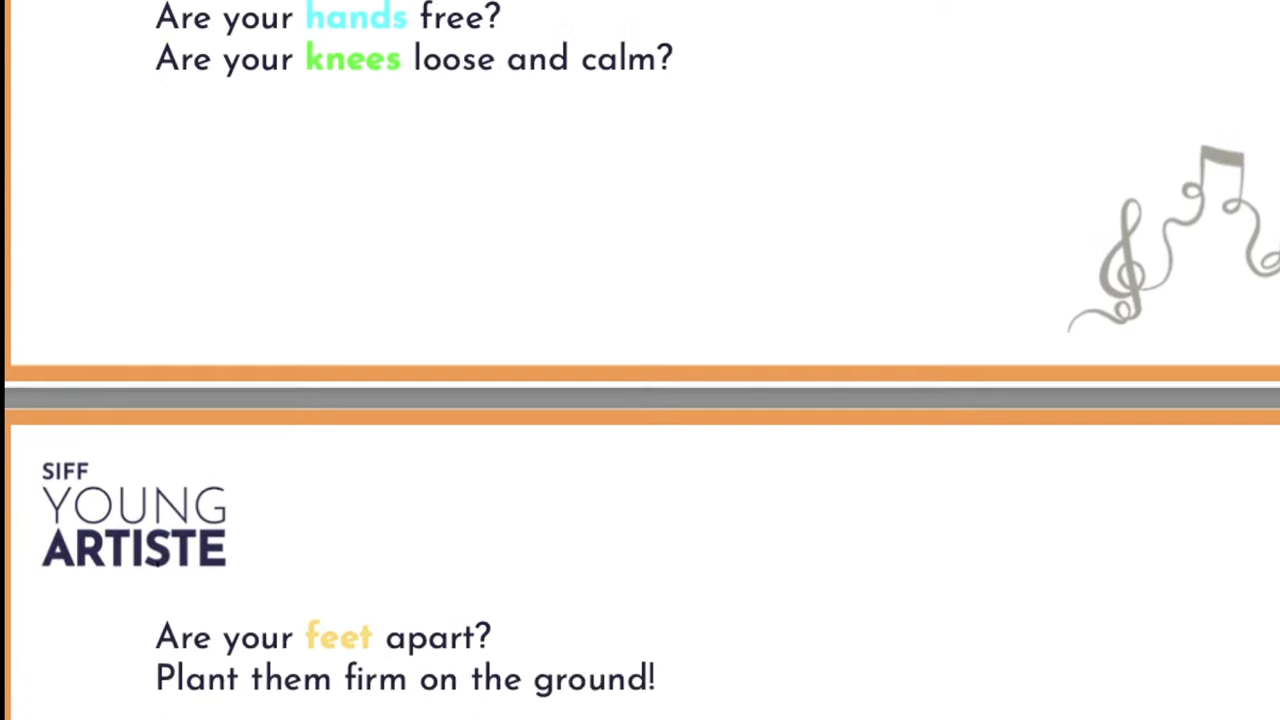 Are your hands free?
Are your knees loose and calm?
SIFF
YOUNG
ARTISTE
Are your feet apart?
Plant them firm on the ground!